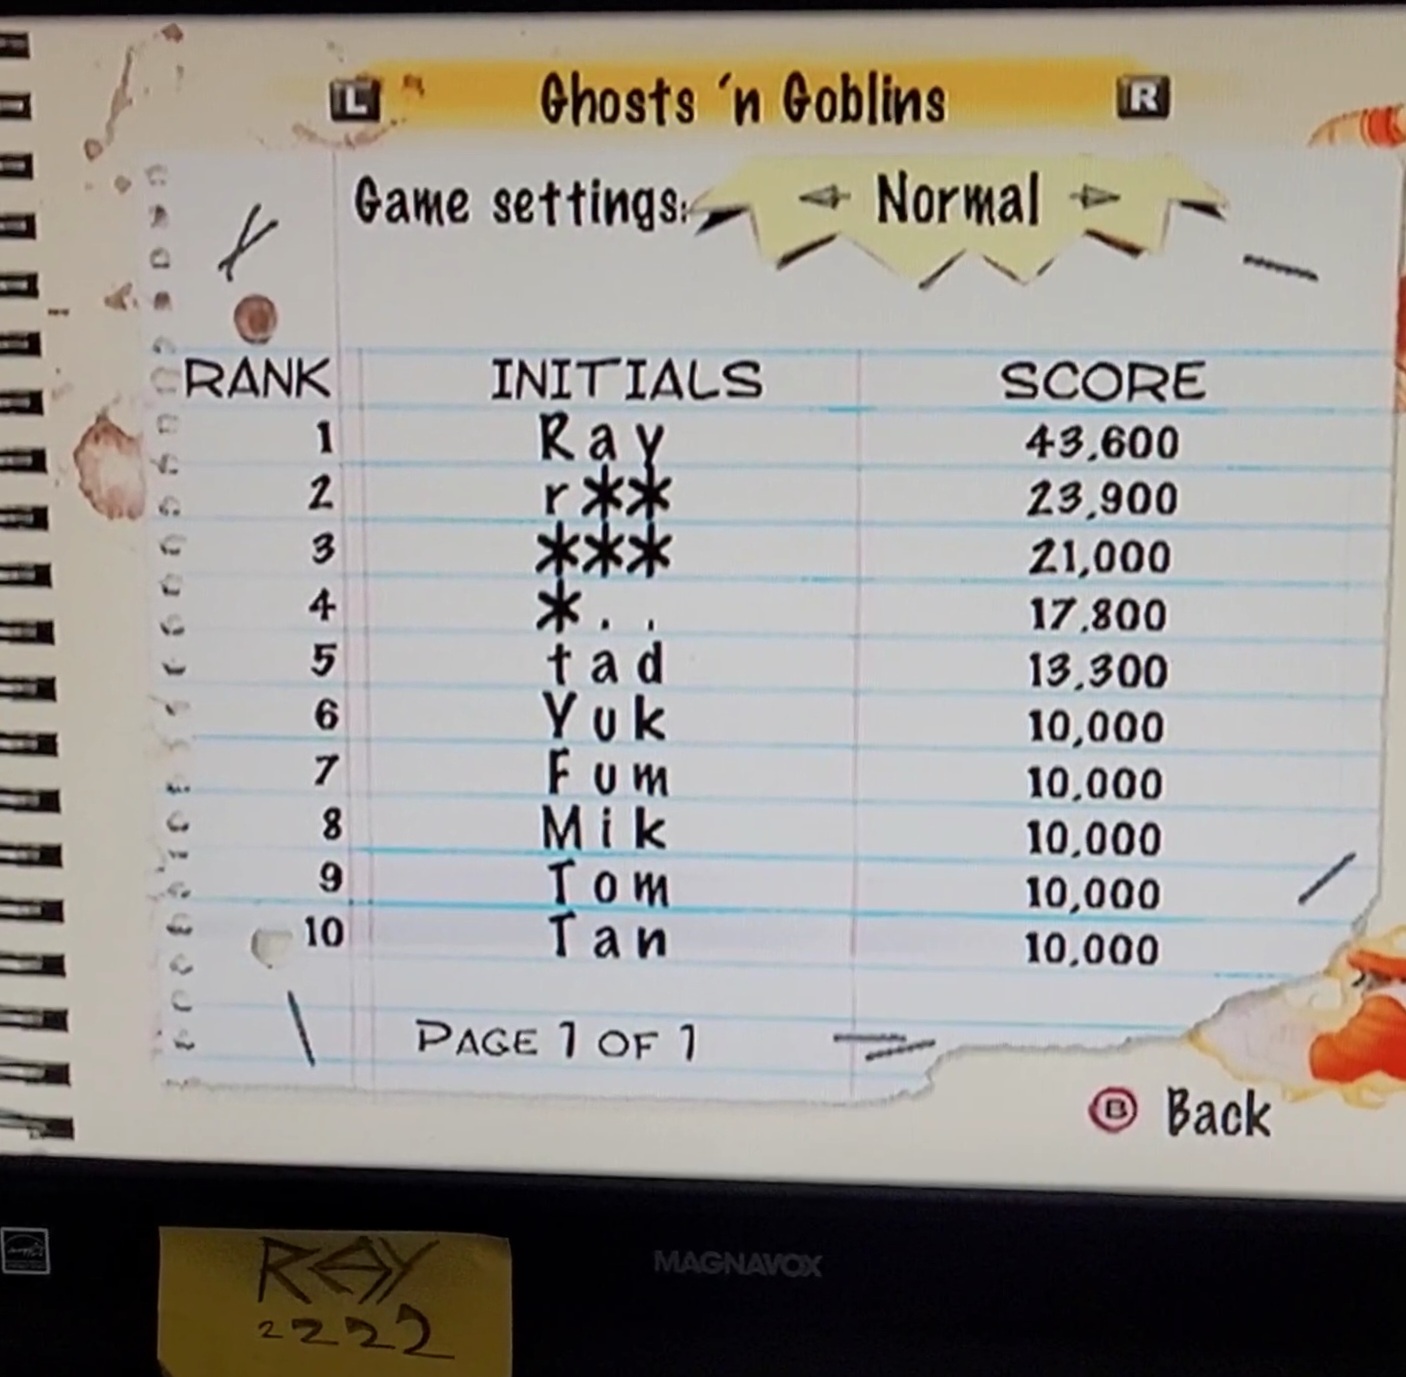 L Ghosts 'n Goblins R
Game settings: Normal
RANK INITIALS SCORE
1 Ray 43,600
2 r** 23,900
3 *** 21,000
4 *.. 17,800
5 tad 13,300
6 Yuk 10,000
7 Fum 10,000
8 Mik 10,000
9 Tom 10,000
10 Tan 10,000
PAGE 1 OF 1
B Back
MAGNAVOX
RAY
2222